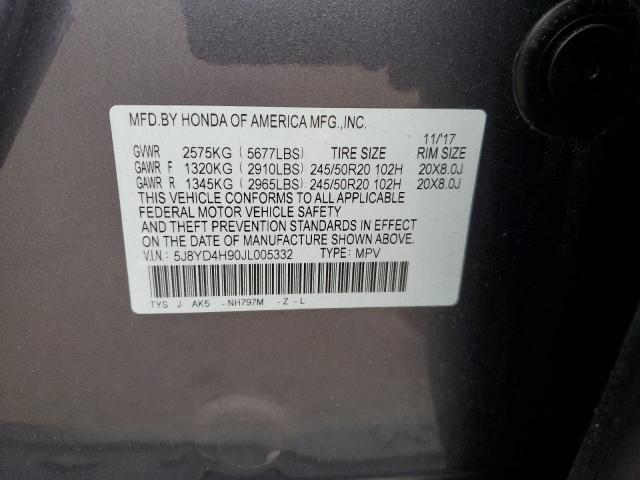 MFD.BY HONDA OF AMERICA MFG.,INC.
11/17
GVWR 2575KG ( 5677LBS) TIRE SIZE RIM SIZE
GAWR F 1320KG ( 2910LBS) 245/50R20 102H 20X8.0J
GAWR R 1345KG ( 2965LBS) 245/50R20 102H 20X8.0J
THIS VEHICLE CONFORMS TO ALL APPLICABLE
FEDERAL MOTOR VEHICLE SAFETY
AND THEFT PREVENTION STANDARDS IN EFFECT
ON THE DATE OF MANUFACTURE SHOWN ABOVE.
V.I.N: 5J8YD4H90JL005332 TYPE: MPV
TYS J AK5 -NH797M -Z -L